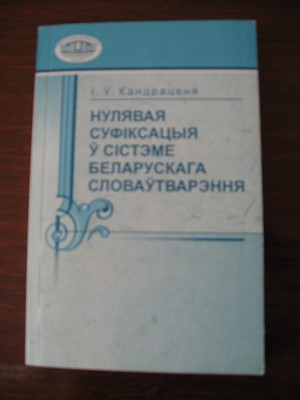 І. У. Кандраценя
НУЛЯВАЯ
СУФІКСАЦЫЯ
Ў СІСТЭМЕ
БЕЛАРУСКАГА
СЛОВАЎТВАРЭННЯ